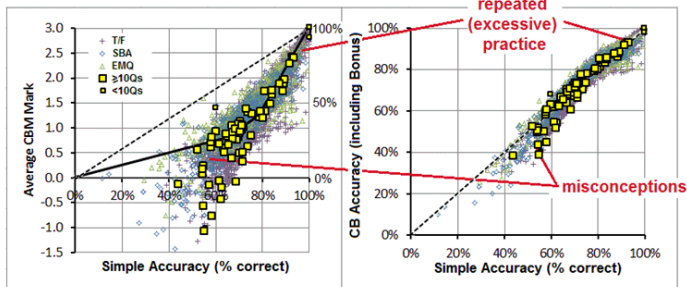 repeated
(excessive)
practice
3.0
2.5
2.0
1.5
1.0
0.5
0.0
-0.5
-1.0
-1.5
Average CBM Mark
T/F
SBA
EMQ
≥10Qs
<10Qs
100%
50%
0%
0% 20% 40% 60% 80% 100%
Simple Accuracy (% correct)
CB Accuracy (including Bonus)
100%
80%
60%
40%
20%
0%
misconceptions
0% 20% 40% 60% 80% 100%
Simple Accuracy (% correct)